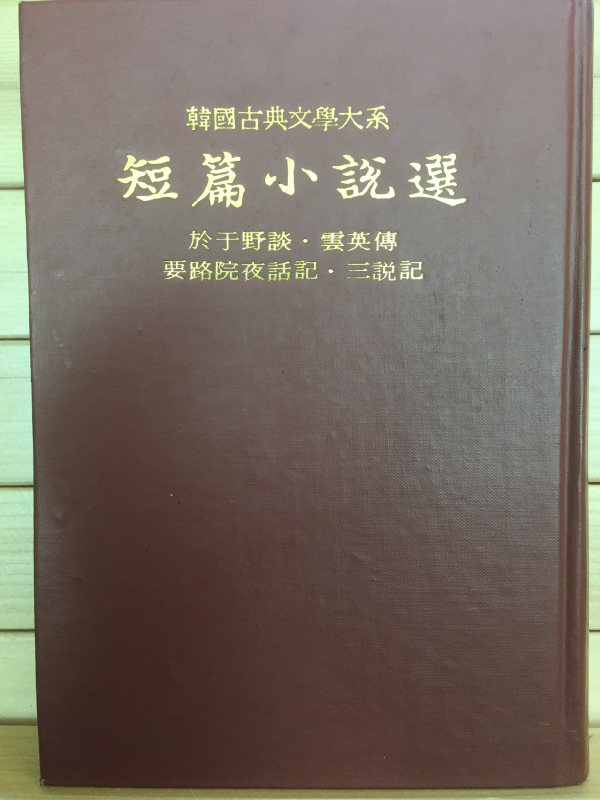 韓國古典文學大系
短篇小說選
於于野談·雲英傳
要路院夜話記·三説記